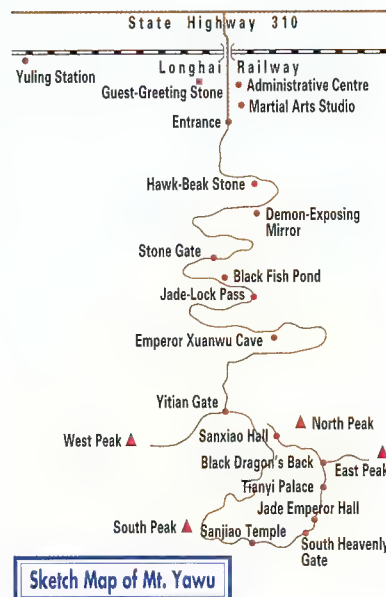 State Highway 310
Longhai Railway
Yuling Station
Guest-Greeting Stone
Administrative Centre
Martial Arts Studio
Entrance
Hawk-Beak Stone
Demon-Exposing
Mirror
Stone Gate
Black Fish Pond
Jade-Lock Pass
Emperor Xuanwu Cave
Yitian Gate
North Peak
West Peak
Sanxiao Hall
Black Dragon's Back
East Peak
Tianyi Palace
Jade Emperor Hall
South Peak
Sanjiao Temple
South Heavenly
Gate
Sketch Map of Mt. Yawu